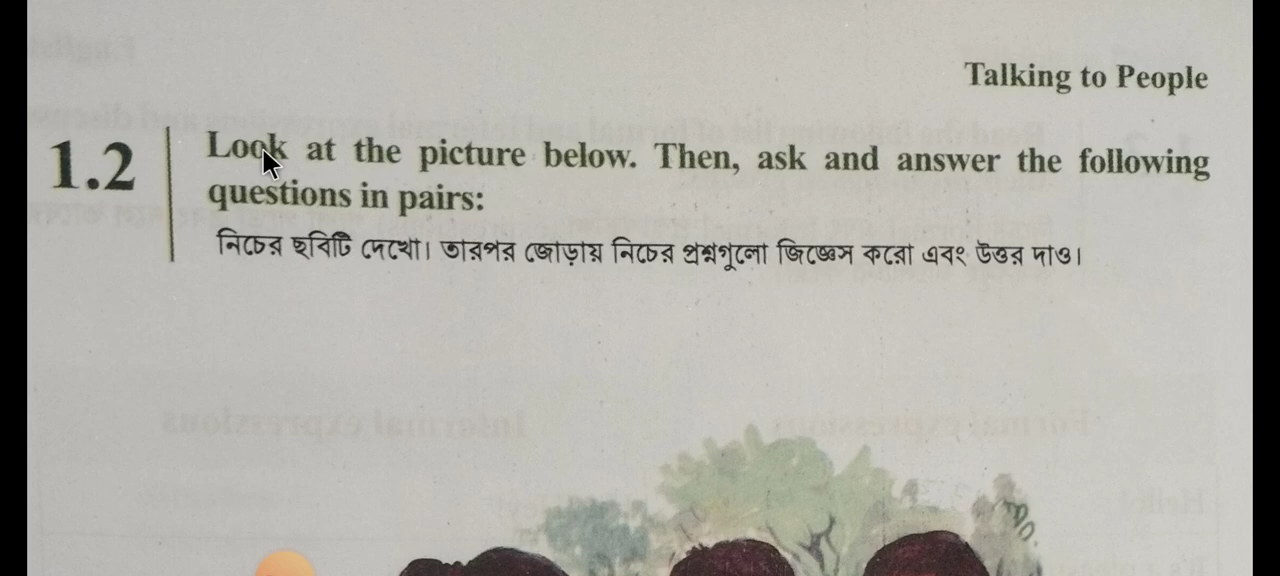 Talking to People
1.2
Look at the picture below. Then, ask and answer the following
questions in pairs:
নিচের ছবিটি দেখো। তারপর জোড়ায় নিচের প্রশ্নগুলো জিজ্ঞেস করো এবং উত্তর দাও।